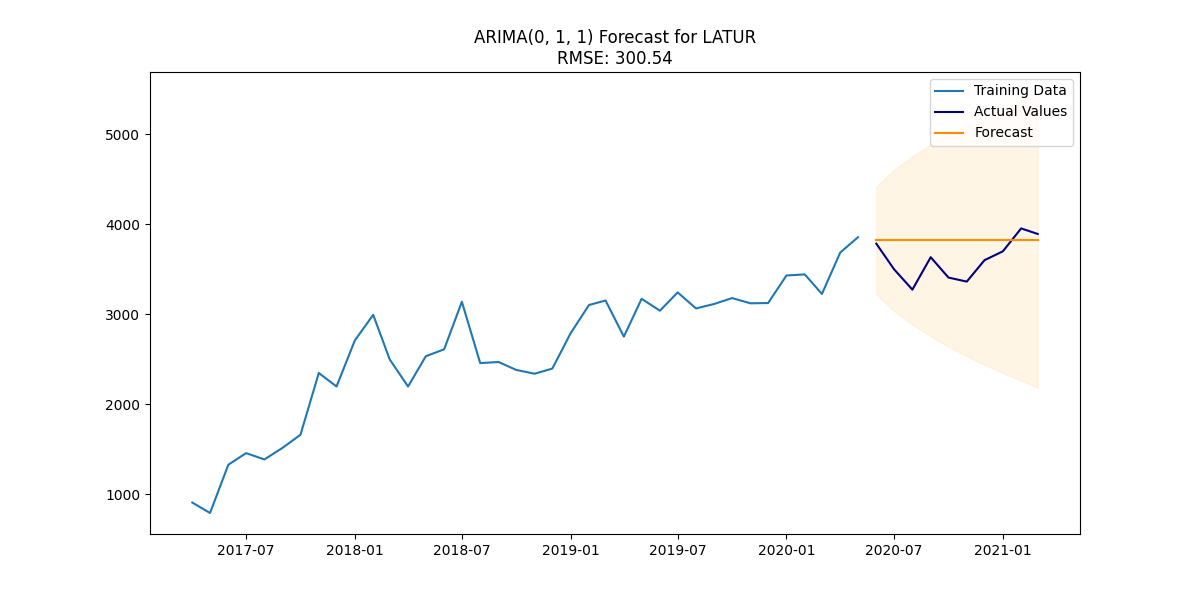 ARIMA(0, 1, 1) Forecast for LATUR
RMSE: 300.54
Training Data
Actual Values
Forecast
5000
4000
3000
2000
1000
2017-07 2018-01 2018-07 2019-01 2019-07 2020-01 2020-07 2021-01